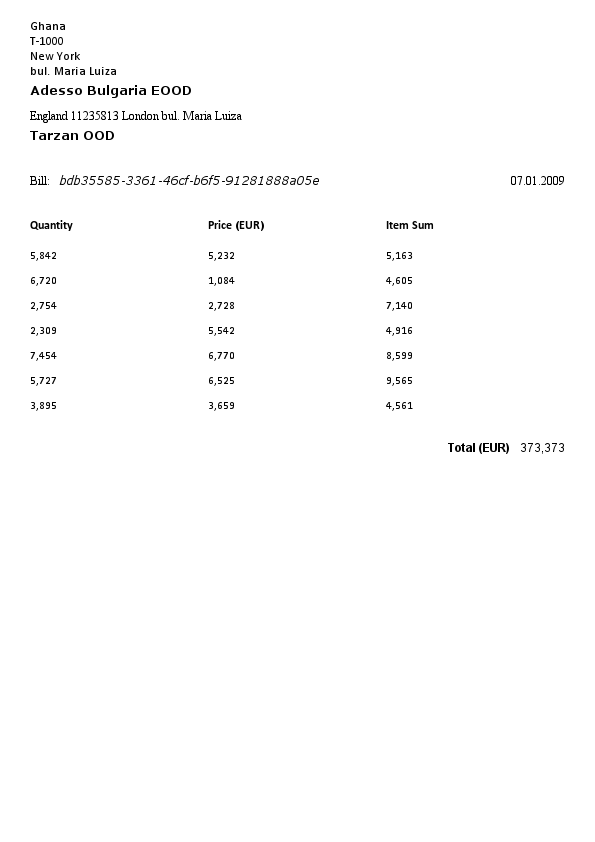 Ghana
T-1000
New York
bul. Maria Luiza
Adesso Bulgaria EOOD
England 11235813 London bul. Maria Luiza
Tarzan OOD
Bill: bdb35585-3361-46cf-b6f5-91281888a05e 07.01.2009
Quantity Price (EUR) Item Sum
5,842 5,232 5,163
6,720 1,084 4,605
2,754 2,728 7,140
2,309 5,542 4,916
7,454 6,770 8,599
5,727 6,525 9,565
3,895 3,659 4,561
Total (EUR) 373,373